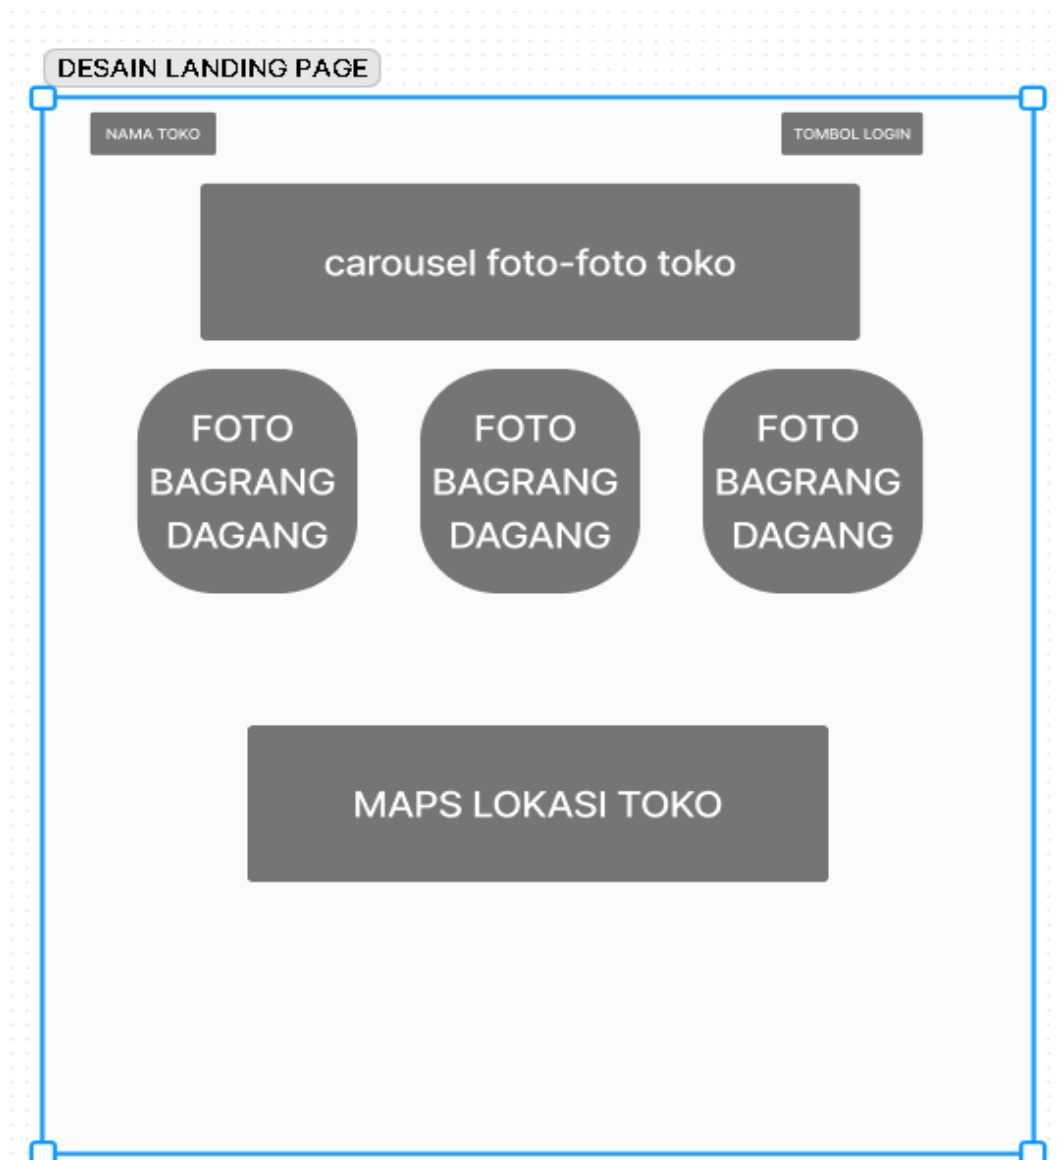 DESAIN LANDING PAGE
NAMA TOKO
TOMBOL LOGIN
carousel foto-foto toko
FOTO
BAGRANG
DAGANG
FOTO
BAGRANG
DAGANG
FOTO
BAGRANG
DAGANG
MAPS LOKASI TOKO